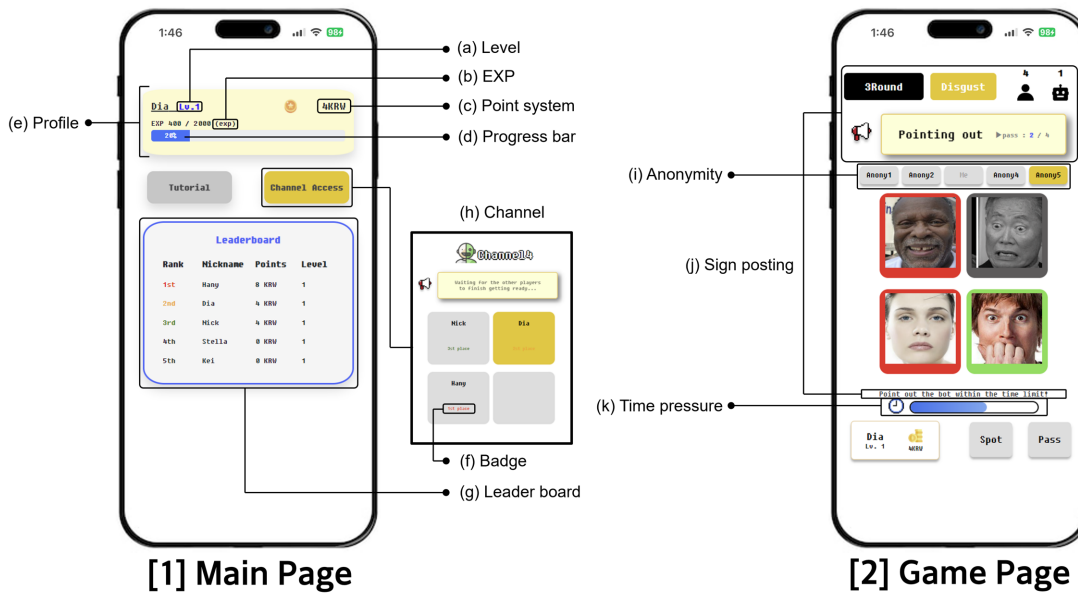 1:46
98
(a) Level
(b) EXP
(c) Point system
(d) Progress bar
(e) Profile
Dia Lv.1
4KRW
EXP 400 / 2000 (exp)
20%
Tutorial
Channel Access
Leaderboard
Rank Nickname Points Level
1st Hany 8 KRW 1
2nd Dia 4 KRW 1
3rd Nick 4 KRW 1
4th Stella 0 KRW 1
5th Kei 0 KRW 1
(h) Channel
Channel4
Waiting for the other players
to finish getting ready...
Nick
Dia
Hany
1st place
(f) Badge
(g) Leader board
[1] Main Page
1:46
98
3Round
Disgust
4
1
Pointing out
▶pass : 2 / 4
(i) Anonymity
Anony1
Anony2
Me
Anony4
Anony5
(j) Sign posting
Point out the bot within the time limit!
(k) Time pressure
Dia
Lv. 1
4KRW
Spot
Pass
[2] Game Page